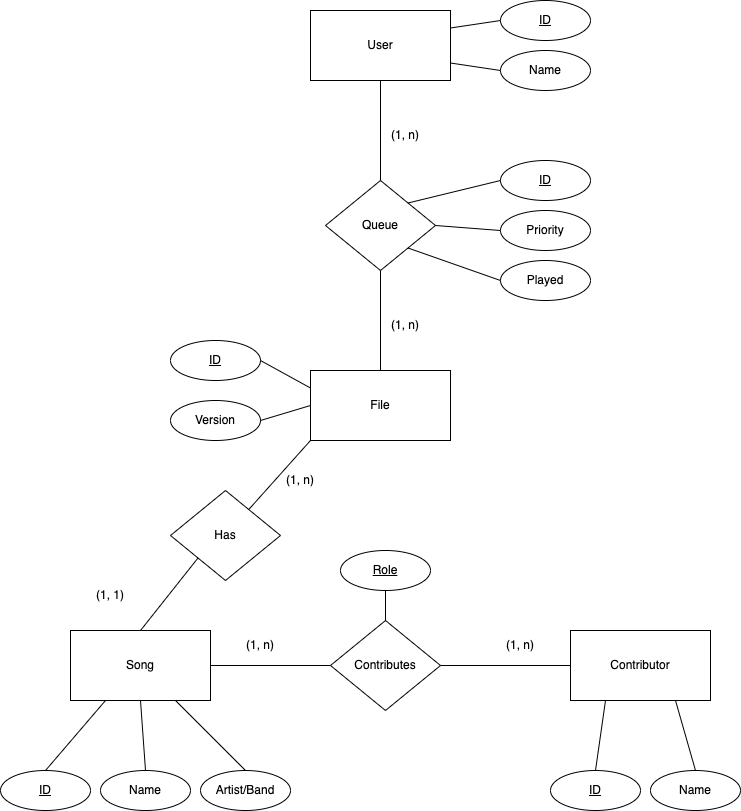 ID
User
Name
(1, n)
ID
Queue
Priority
Played
(1, n)
ID
File
Version
(1, n)
Has
Role
(1, 1)
(1, n)
(1, n)
Song
Contributes
Contributor
ID
Name
Artist/Band
ID
Name